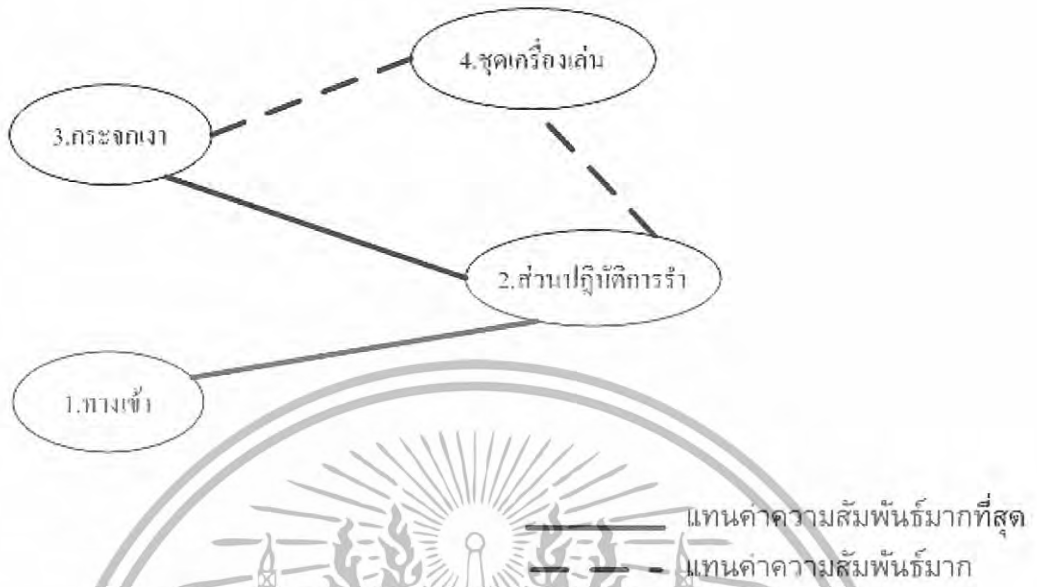 4.ชุดเครื่องเล่น
3.กระจกเงา
2.ส่วนปฏิบัติการรำ
1.ทางเข้า
แทนค่าความสัมพันธ์มากที่สุด
แทนค่าความสัมพันธ์มาก